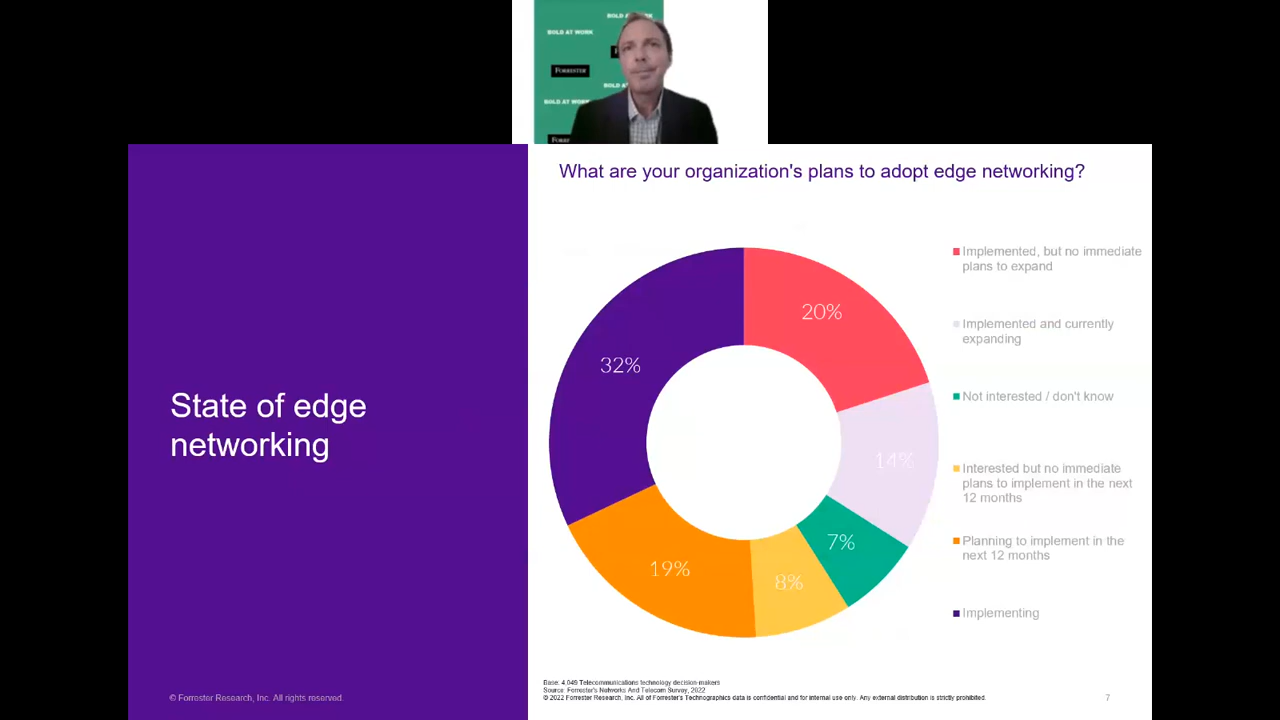 BOLD AT WORK
FORRESTER
BOLD AT WORK
What are your organization's plans to adopt edge networking?
State of edge
networking
20%
14%
7%
8%
19%
32%
Implemented, but no immediate
plans to expand
Implemented and currently
expanding
Not interested / don't know
Interested but no immediate
plans to implement in the next
12 months
Planning to implement in the
next 12 months
Implementing
Base: 4,049 Telecommunications technology decision-makers
Source: Forrester's Networks And Telecom Survey, 2022
© 2022 Forrester Research, Inc. All of Forrester's Technographics data is confidential and for internal use only. Any external distribution is strictly prohibited.
© Forrester Research, Inc. All rights reserved.
7